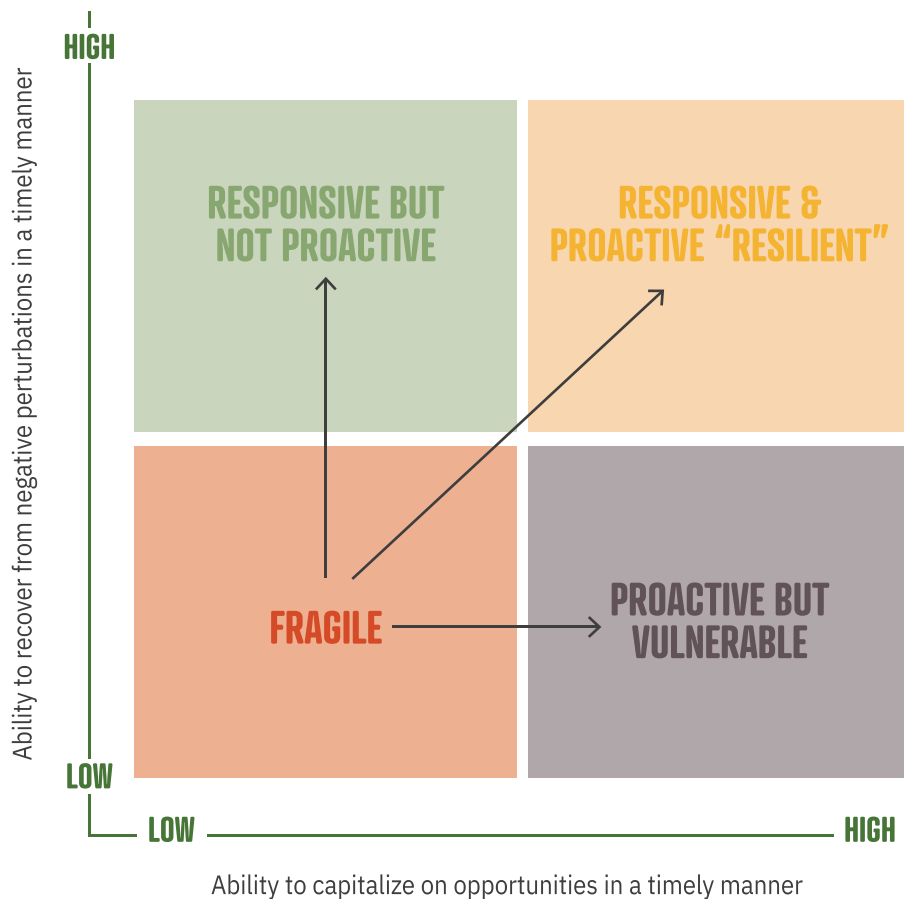 HIGH
Ability to recover from negative perturbations in a timely manner
RESPONSIVE BUT
NOT PROACTIVE
RESPONSIVE &
PROACTIVE “RESILIENT”
FRAGILE
PROACTIVE BUT
VULNERABLE
LOW
LOW
HIGH
Ability to capitalize on opportunities in a timely manner